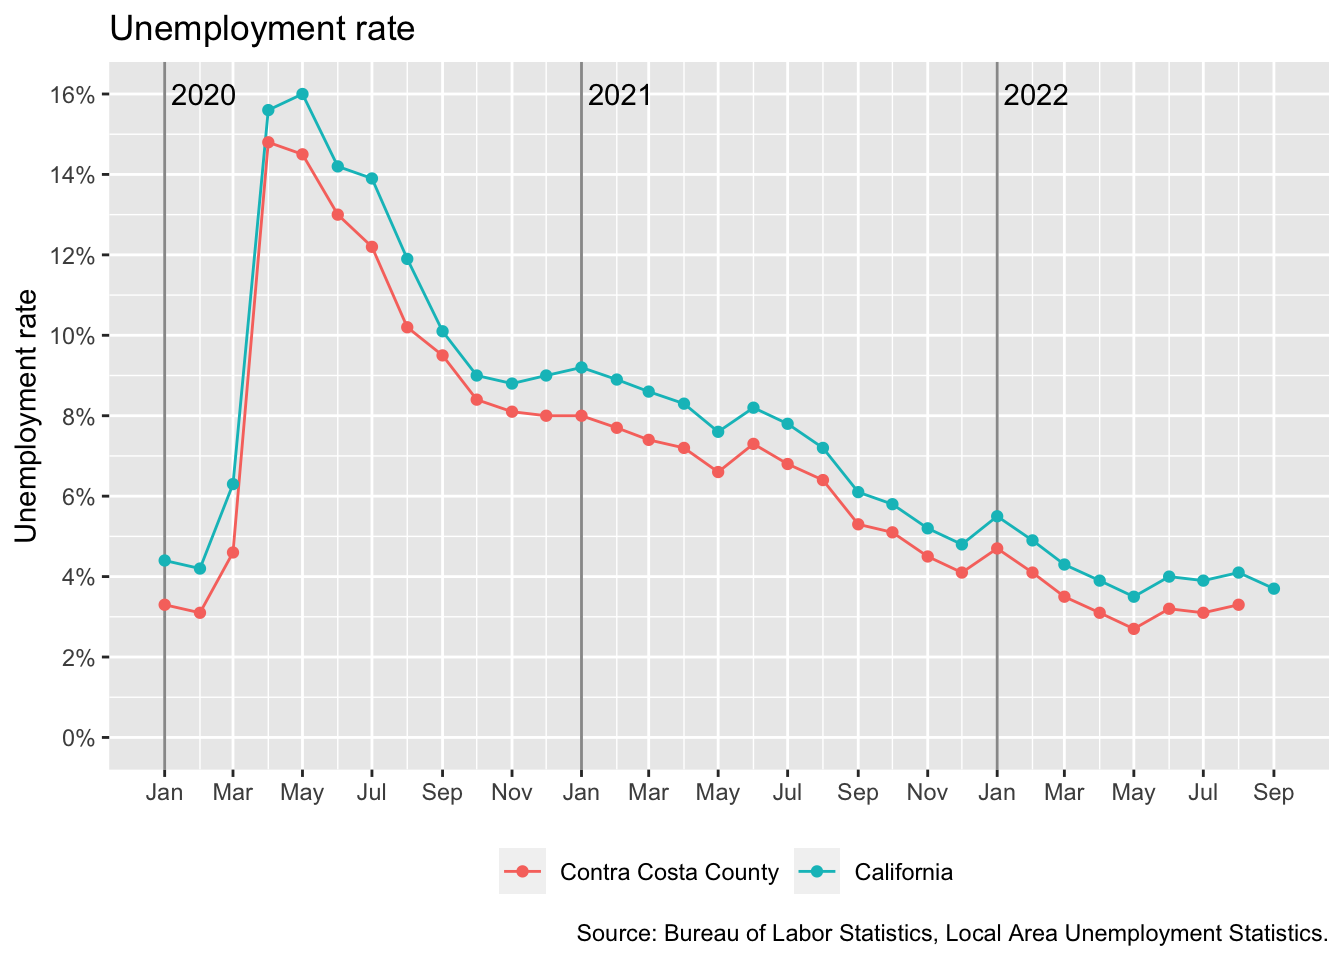 Unemployment rate
2020 2021 2022
16%
14%
12%
10%
8%
6%
4%
2%
0%
Unemployment rate
Jan Mar May Jul Sep Nov Jan Mar May Jul Sep Nov Jan Mar May Jul Sep
Contra Costa County California
Source: Bureau of Labor Statistics, Local Area Unemployment Statistics.